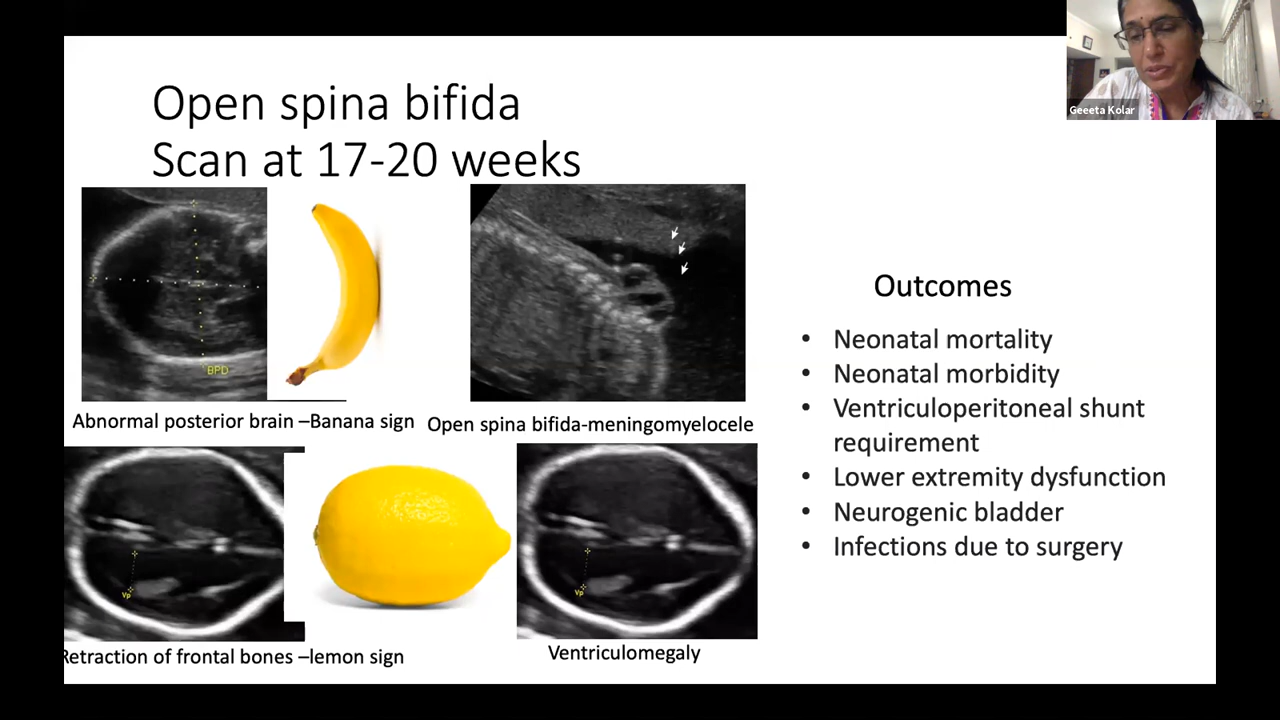 Geeeta Kolar
Open spina bifida
Scan at 17-20 weeks
BPD
Abnormal posterior brain –Banana sign
Open spina bifida-meningomyelocele
Vp
Retraction of frontal bones –lemon sign
Vp
Ventriculomegaly
Outcomes
• Neonatal mortality
• Neonatal morbidity
• Ventriculoperitoneal shunt
requirement
• Lower extremity dysfunction
• Neurogenic bladder
• Infections due to surgery